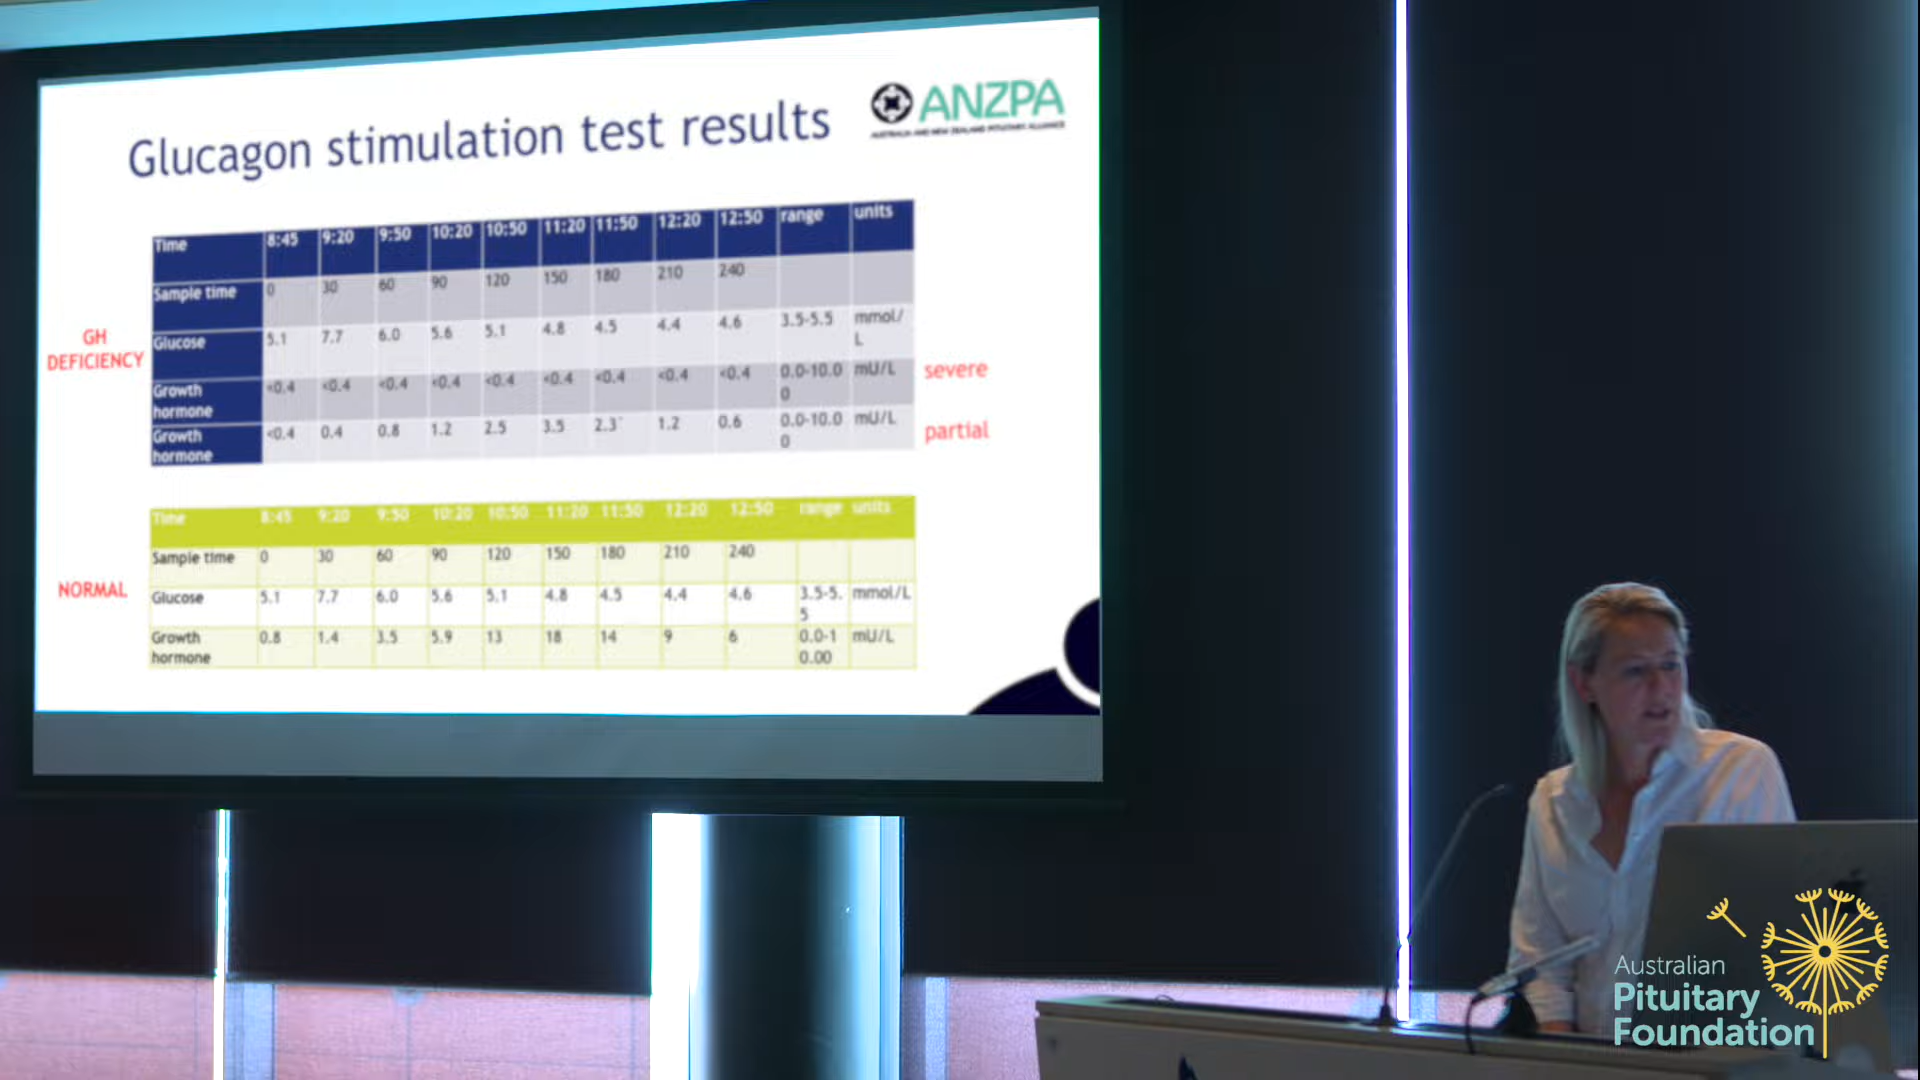 Glucagon stimulation test results
ANZPA
AUSTRALIA AND NEW ZEALAND PITUITARY ALLIANCE
GH
DEFICIENCY
Time 8:45 9:20 9:50 10:20 10:50 11:20 11:50 12:20 12:50 range units
Sample time 0 30 60 90 120 150 180 210 240
Glucose 5.1 7.7 6.0 5.6 5.1 4.8 4.5 4.4 4.6 3.5-5.5 mmol/
L
Growth <0.4 <0.4 <0.4 <0.4 <0.4 <0.4 <0.4 <0.4 <0.4 0.0-10.0 mU/L severe
hormone 0
Growth <0.4 0.4 0.8 1.2 2.5 3.5 2.3` 1.2 0.6 0.0-10.0 mU/L partial
hormone 0
NORMAL
Time 8:45 9:20 9:50 10:20 10:50 11:20 11:50 12:20 12:50 range units
Sample time 0 30 60 90 120 150 180 210 240
Glucose 5.1 7.7 6.0 5.6 5.1 4.8 4.5 4.4 4.6 3.5-5. mmol/L
5
Growth 0.8 1.4 3.5 5.9 13 18 14 9 6 0.0-1 mU/L
hormone 0.00
Australian
Pituitary
Foundation